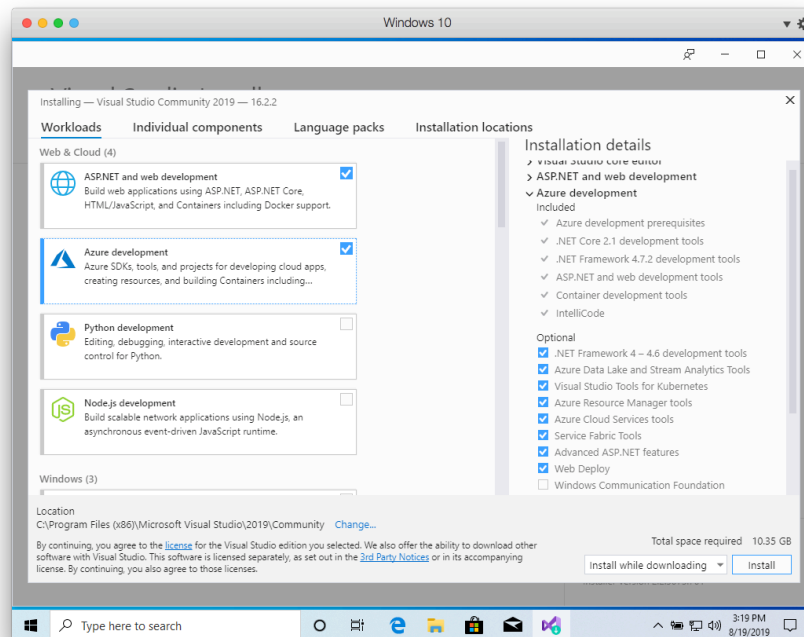 Windows 10
Installing — Visual Studio Community 2019 — 16.2.2
Workloads
Individual components
Language packs
Installation locations
Web & Cloud (4)
ASP.NET and web development
Build web applications using ASP.NET, ASP.NET Core,
HTML/JavaScript, and Containers including Docker support.
Azure development
Azure SDKs, tools, and projects for developing cloud apps,
creating resources, and building Containers including...
Python development
Editing, debugging, interactive development and source
control for Python.
Node.js development
Build scalable network applications using Node.js, an
asynchronous event-driven JavaScript runtime.
Windows (3)
Installation details
Visual Studio core editor
ASP.NET and web development
Azure development
Included
Azure development prerequisites
.NET Core 2.1 development tools
.NET Framework 4.7.2 development tools
ASP.NET and web development tools
Container development tools
IntelliCode
Optional
.NET Framework 4 – 4.6 development tools
Azure Data Lake and Stream Analytics Tools
Visual Studio Tools for Kubernetes
Azure Resource Manager tools
Azure Cloud Services tools
Service Fabric Tools
Advanced ASP.NET features
Web Deploy
Windows Communication Foundation
Location
C:\Program Files (x86)\Microsoft Visual Studio\2019\Community Change...
By continuing, you agree to the license for the Visual Studio edition you selected. We also offer the ability to download other
software with Visual Studio. This software is licensed separately, as set out in the 3rd Party Notices or in its accompanying
license. By continuing, you also agree to those licenses.
Total space required 10.35 GB
Install while downloading
Install
Type here to search
3:19 PM
8/19/2019